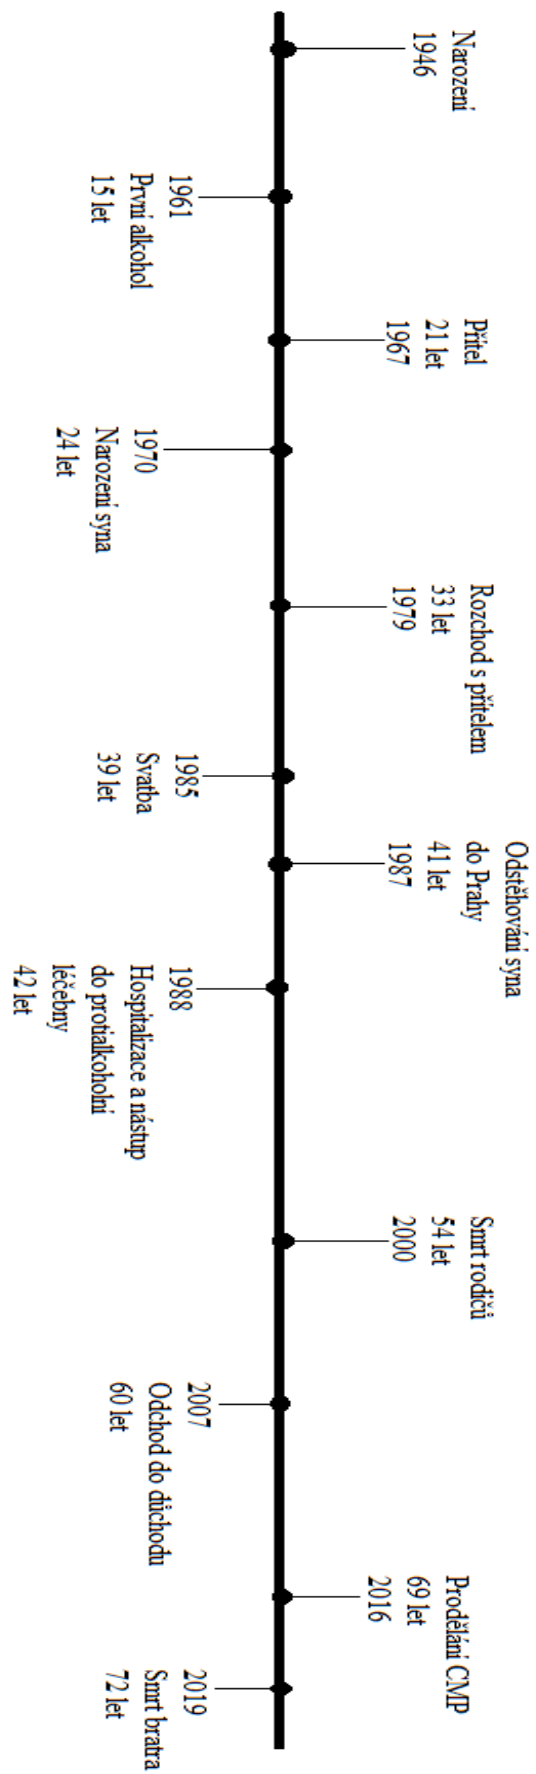 Narození
1946
1961
První alkohol
15 let
Přítel
21 let
1967
1970
Narození syna
24 let
Rozchod s přítelem
33 let
1979
1985
Svatba
39 let
Odstěhování syna
do Prahy
41 let
1987
1988
Hospitalizace a nástup
do protialkoholní
léčebny
42 let
Smrt rodičů
54 let
2000
2007
Odchod do důchodu
60 let
Prodělání CMP
69 let
2016
2019
Smrt bratra
72 let